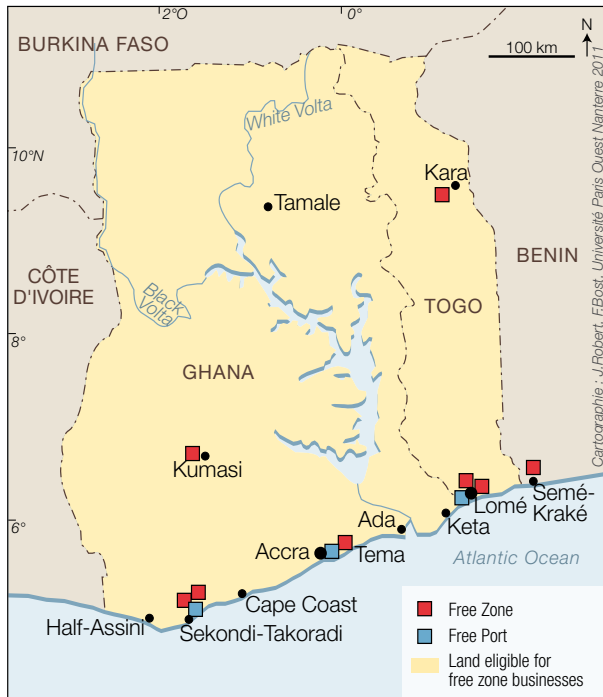 2°O
0°
BURKINA FASO
N
100 km
White Volta
10°N
Kara
Tamale
BENIN
CÔTE
D'IVOIRE
Black
Volta
TOGO
8°
GHANA
Kumasi
Lomé
Semé-
Kraké
6°
Ada
Keta
Accra
Tema
Atlantic Ocean
Cape Coast
Half-Assini
Sekondi-Takoradi
Free Zone
Free Port
Land eligible for
free zone businesses
Cartographie : J.Robert, F.Bost, Université Paris Ouest Nanterre 2011